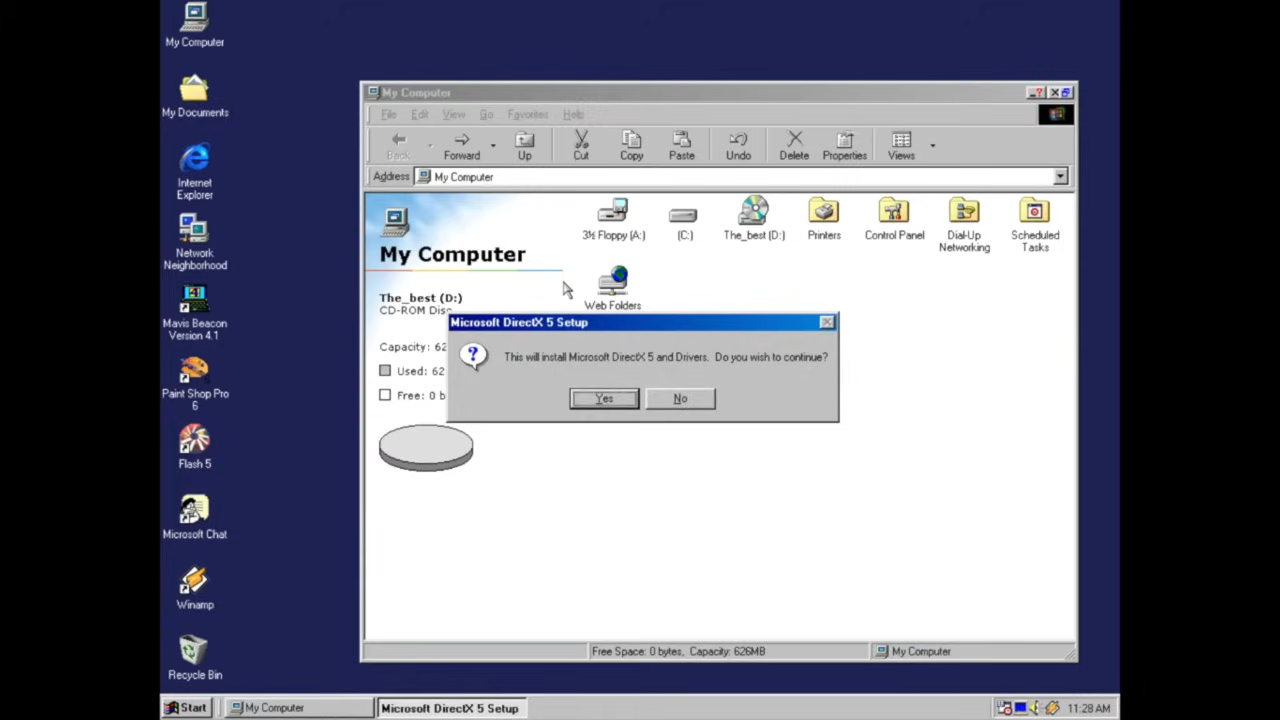 My Computer
My Documents
Internet
Explorer
Network
Neighborhood
Mavis Beacon
Version 4.1
Paint Shop Pro
6
Flash 5
Microsoft Chat
Winamp
Recycle Bin
My Computer
File Edit View Go Favorites Help
Back Forward Up Cut Copy Paste Undo Delete Properties Views
Address My Computer
My Computer
The_best (D:)
CD-ROM Disc
Capacity: 62
Used: 62
Free: 0 b
3½ Floppy (A:)
(C:)
The_best (D:)
Printers
Control Panel
Dial-Up
Networking
Scheduled
Tasks
Web Folders
Microsoft DirectX 5 Setup
This will install Microsoft DirectX 5 and Drivers. Do you wish to continue?
Yes No
Free Space: 0 bytes, Capacity: 626MB My Computer
Start My Computer Microsoft DirectX 5 Setup 11:28 AM